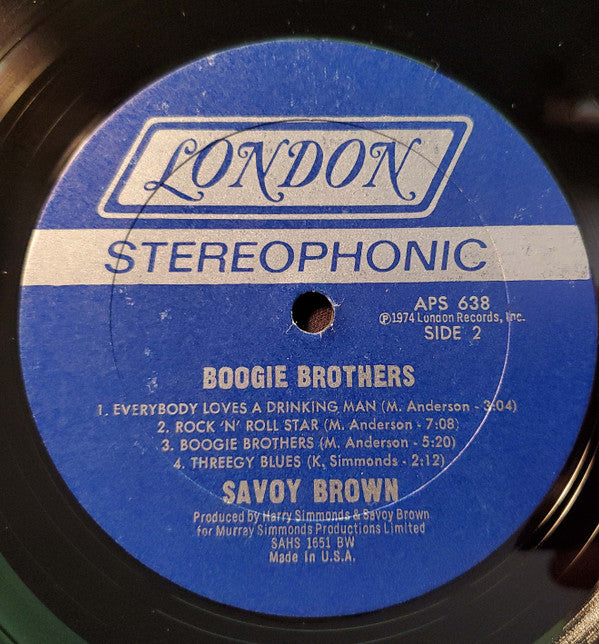 LONDON
STEREOPHONIC
APS 638
Ⓟ1974 London Records, Inc.
SIDE 2
BOOGIE BROTHERS
1. EVERYBODY LOVES A DRINKING MAN (M. Anderson - 3:04)
2. ROCK 'N' ROLL STAR (M. Anderson - 7:08)
3. BOOGIE BROTHERS (M. Anderson - 5:20)
4. THREEGY BLUES (K, Simmonds - 2:12)
SAVOY BROWN
Produced by Harry Simmonds & Savoy Brown
for Murray Simmonds Productions Limited
SAHS 1651 BW
Made in U.S.A.